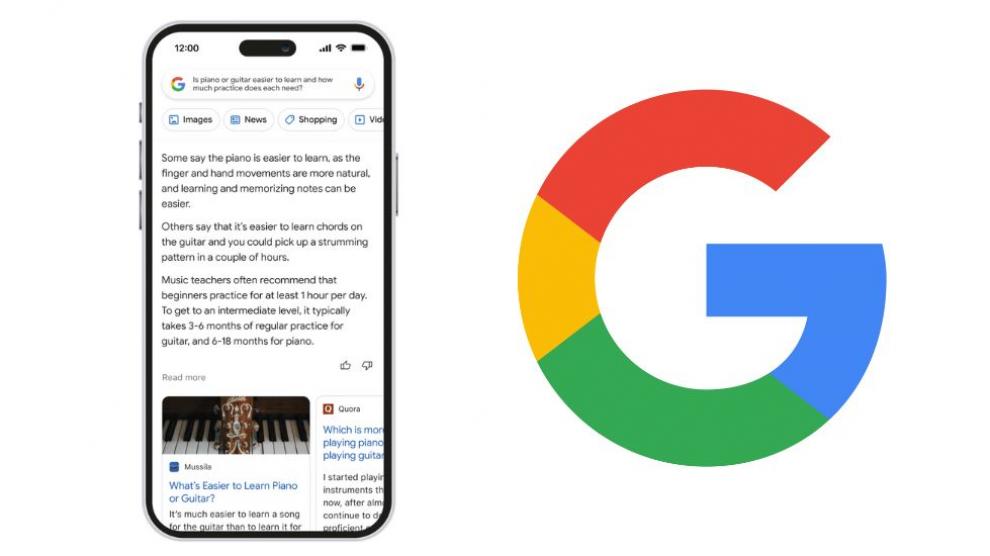 12:00
Is piano or guitar easier to learn and how
much practice does each need?
Images News Shopping
Some say the piano is easier to learn, as the
finger and hand movements are more natural,
and learning and memorizing notes can be
easier.
Others say that it's easier to learn chords on
the guitar and you could pick up a strumming
pattern in a couple of hours.
Music teachers often recommend that
beginners practice for at least 1 hour per day.
To get to an intermediate level, it typically
takes 3-6 months of regular practice for
guitar, and 6-18 months for piano.
Read more
Mussila
What's Easier to Learn Piano
or Guitar?
It's much easier to learn a song
for the guitar than to learn it for
Quora
Which is
playing piano
playing guitar
I started
instruments
now, after
continue to
proficient
G